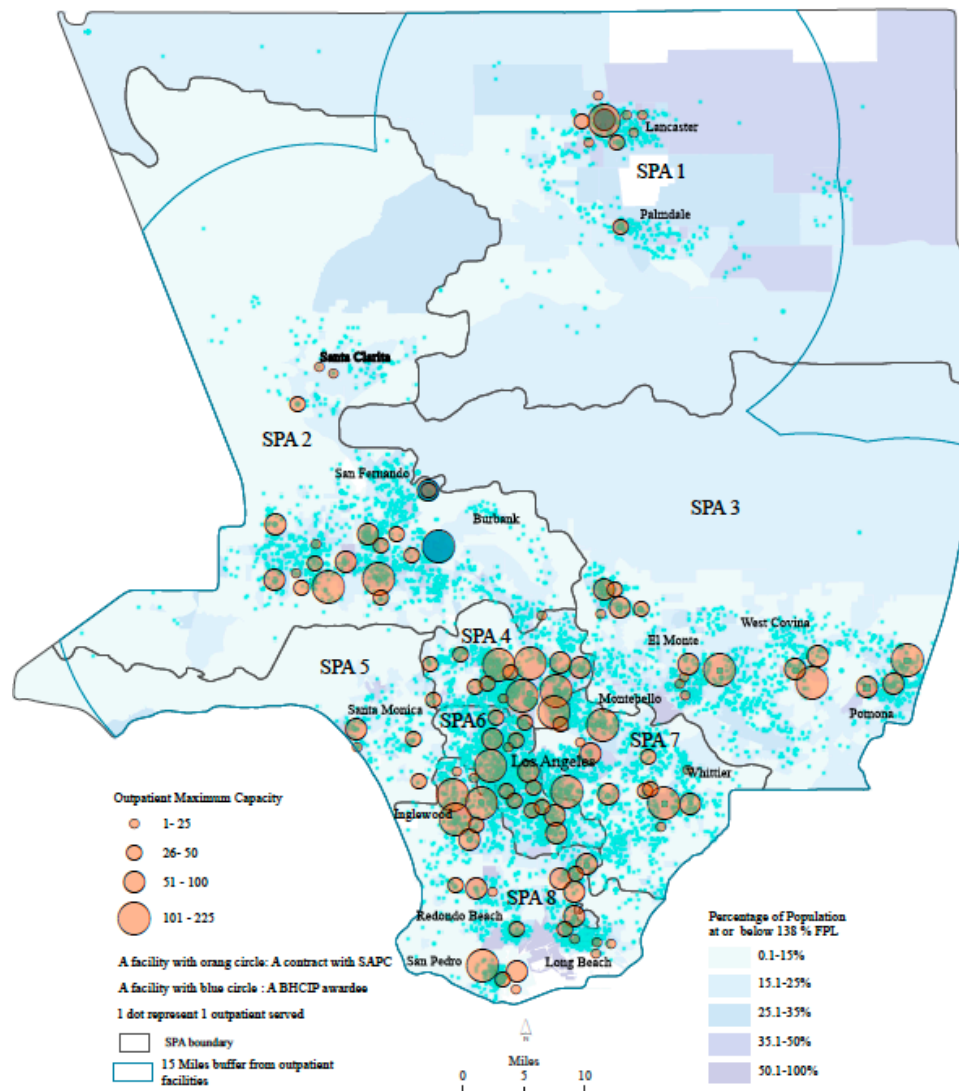 Lancaster
SPA 1
Palmdale
Santa Clarita
SPA 2
San Fernando
SPA 3
Burbank
West Covina
SPA 4
El Monte
SPA 5
Montebello
Santa Monica
SPA6
Pomona
SPA 7
Los Angeles
Whittier
Outpatient Maximum Capacity
1- 25
Inglewood
26- 50
51 - 100
SPA 8
101 - 225
Redondo Beach
Percentage of Population
at or below 138 % FPL
0.1-15%
San Pedro
Long Beach
A facility with orang circle: A contract with SAPC
15.1-25%
A facility with blue circle : A BHCIP awardee
25.1-35%
1 dot represent 1 outpatient served
35.1-50%
SPA boundary
N
50.1-100%
15 Miles buffer from outpatient
facilities
Miles
0 5 10